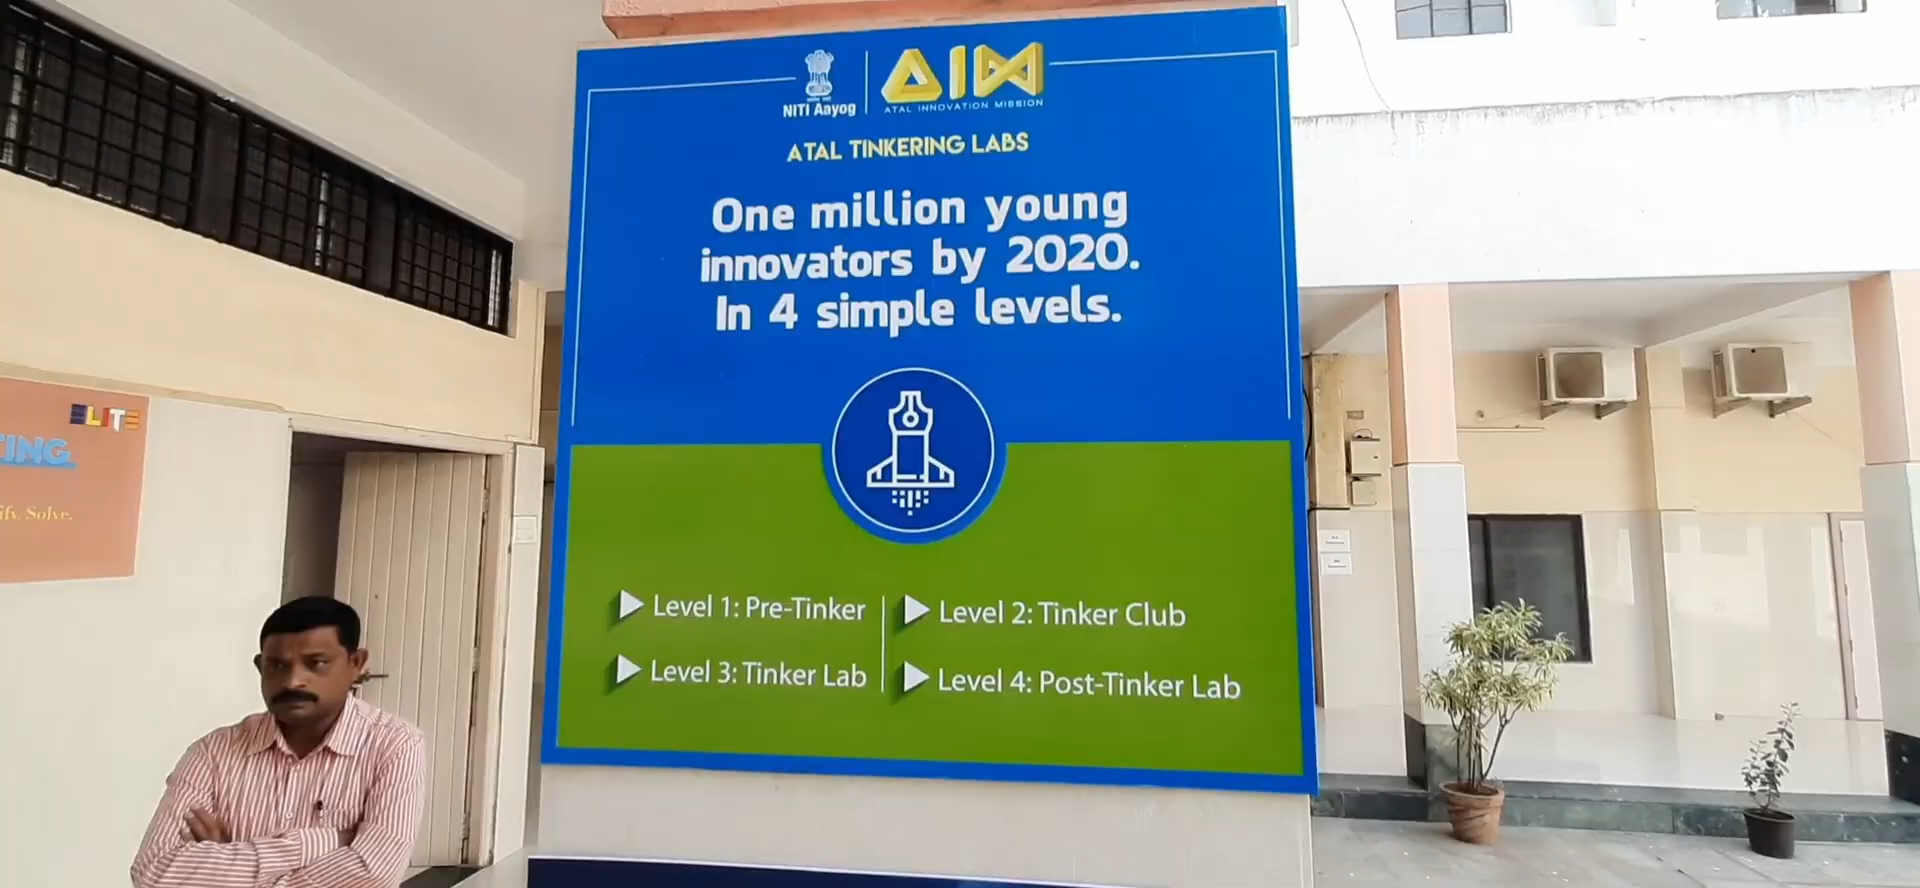 NITI Aayog
AIM
ATAL INNOVATION MISSION
ATAL TINKERING LABS
One million young
innovators by 2020.
In 4 simple levels.
Level 1: Pre-Tinker
Level 2: Tinker Club
Level 3: Tinker Lab
Level 4: Post-Tinker Lab
ELITE
Solve.